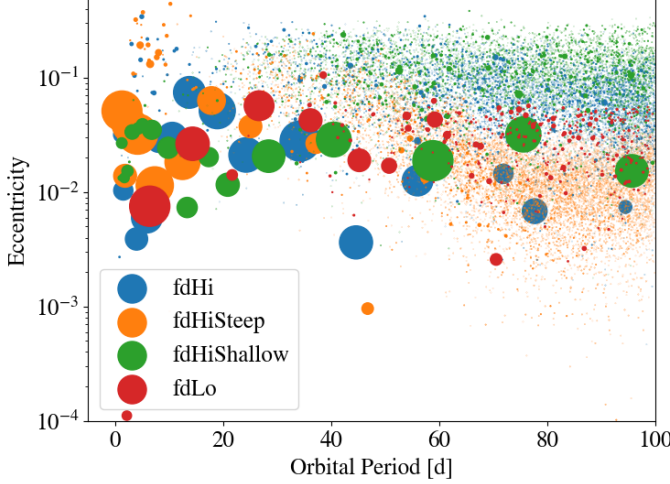 10⁻¹
10⁻²
10⁻³
10⁻⁴
Eccentricity
fdHi
fdHiSteep
fdHiShallow
fdLo
0 20 40 60 80 100
Orbital Period [d]